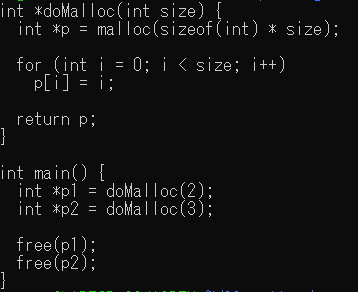 int *doMalloc(int size) {
  int *p = malloc(sizeof(int) * size);

  for (int i = 0; i < size; i++)
    p[i] = i;

  return p;
}

int main() {
  int *p1 = doMalloc(2);
  int *p2 = doMalloc(3);

  free(p1);
  free(p2);
}